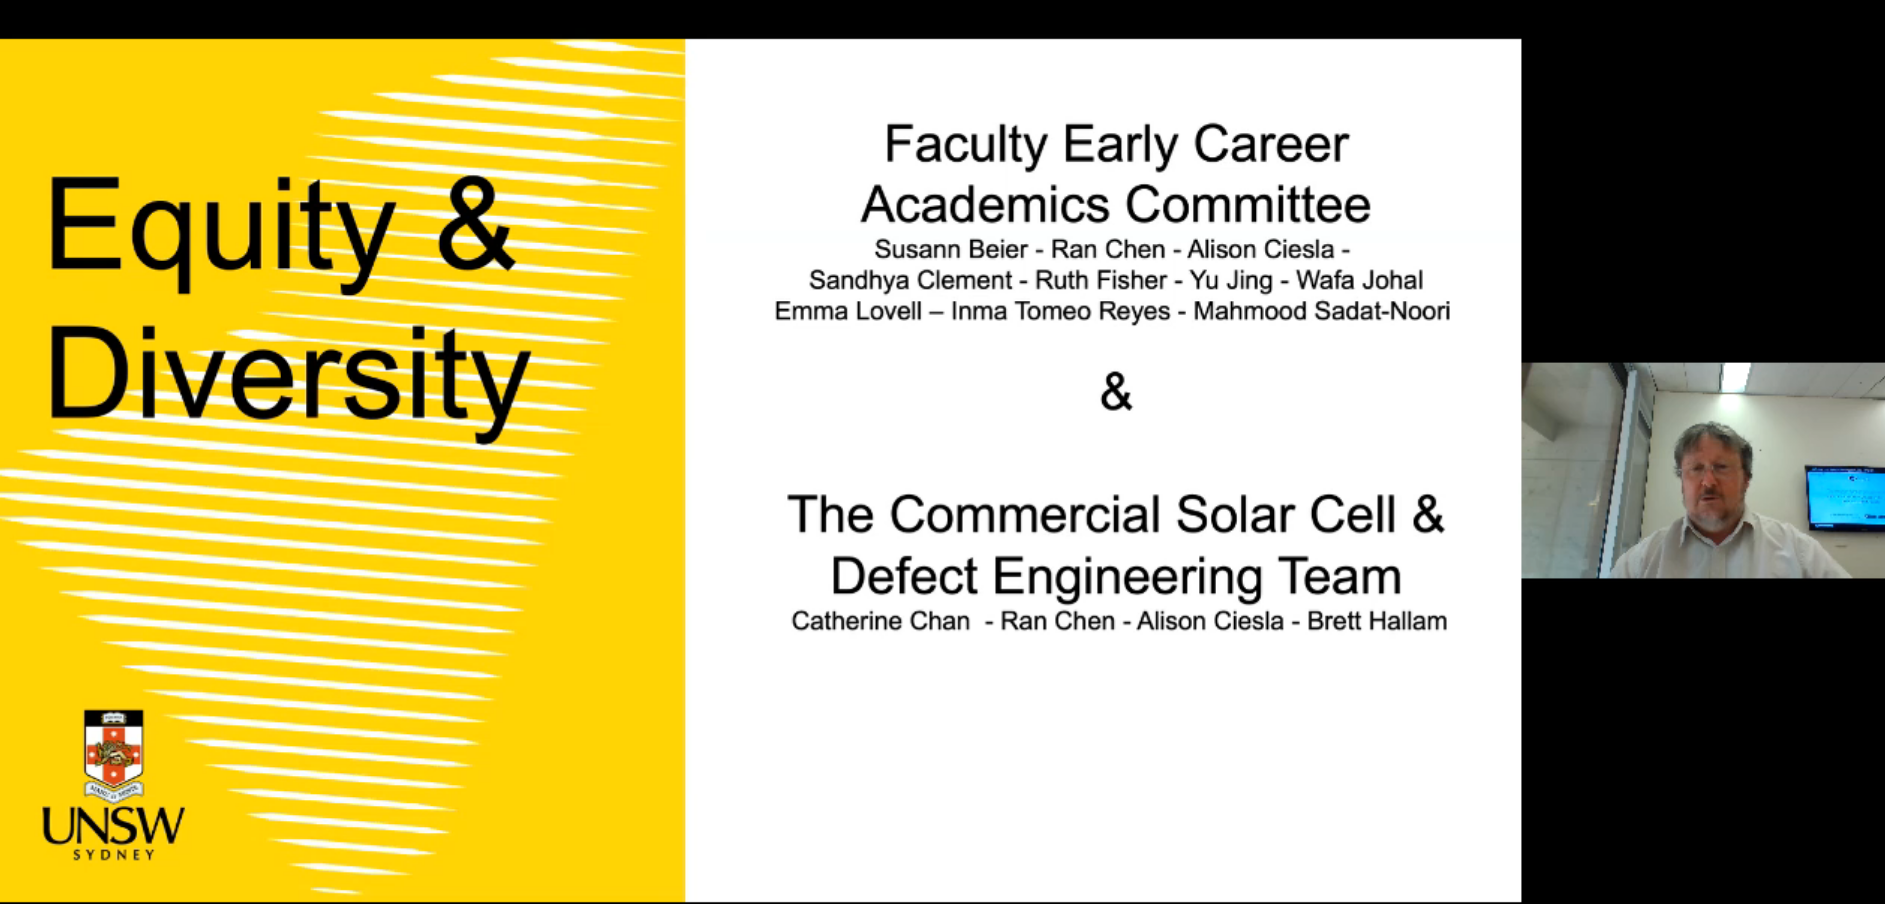 Equity &
Diversity
UNSW
SYDNEY
Faculty Early Career
Academics Committee
Susann Beier - Ran Chen - Alison Ciesla -
Sandhya Clement - Ruth Fisher - Yu Jing - Wafa Johal
Emma Lovell – Inma Tomeo Reyes - Mahmood Sadat-Noori
&
The Commercial Solar Cell &
Defect Engineering Team
Catherine Chan - Ran Chen - Alison Ciesla - Brett Hallam